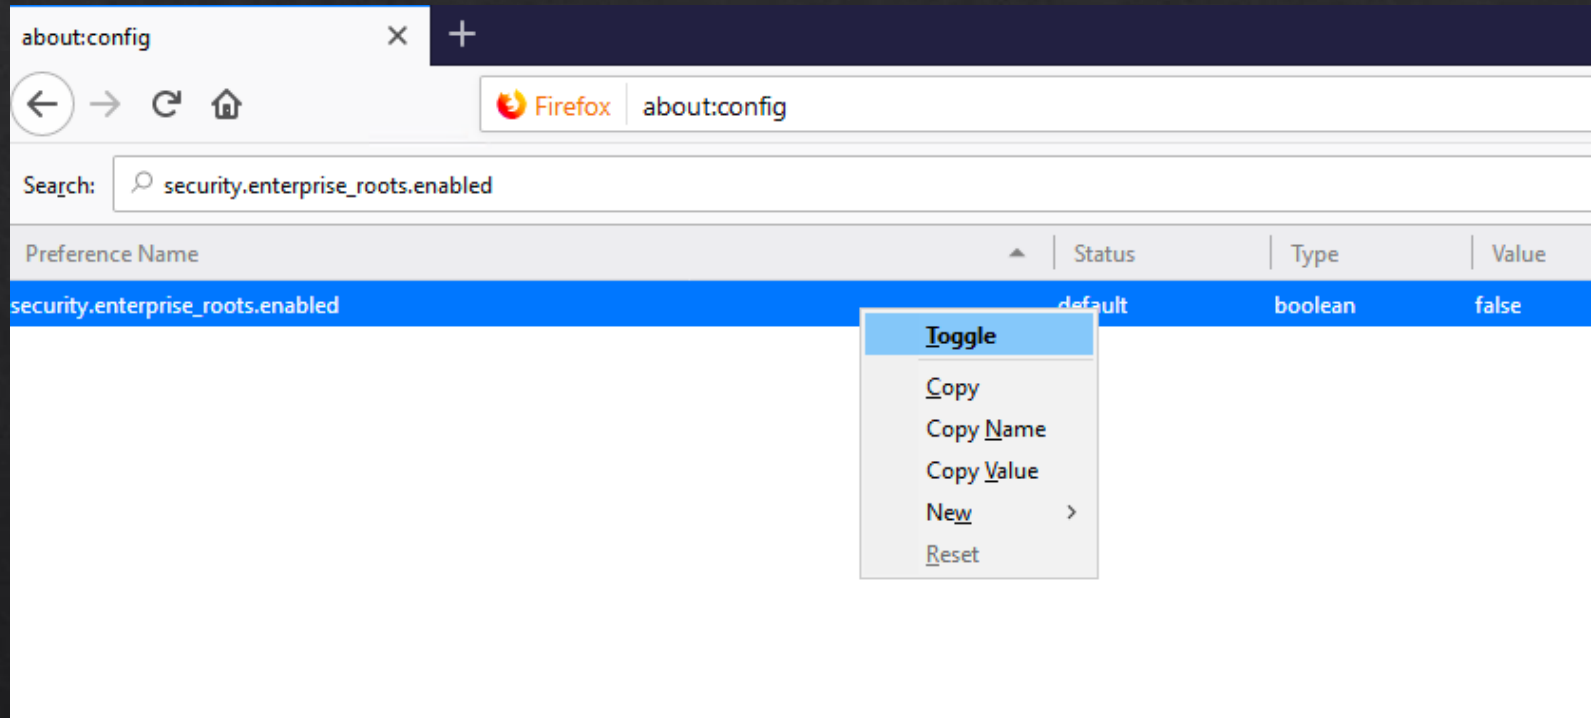 about:config
Firefox about:config
Search: security.enterprise_roots.enabled
Preference Name Status Type Value
security.enterprise_roots.enabled default boolean false
Toggle
Copy
Copy Name
Copy Value
New
Reset